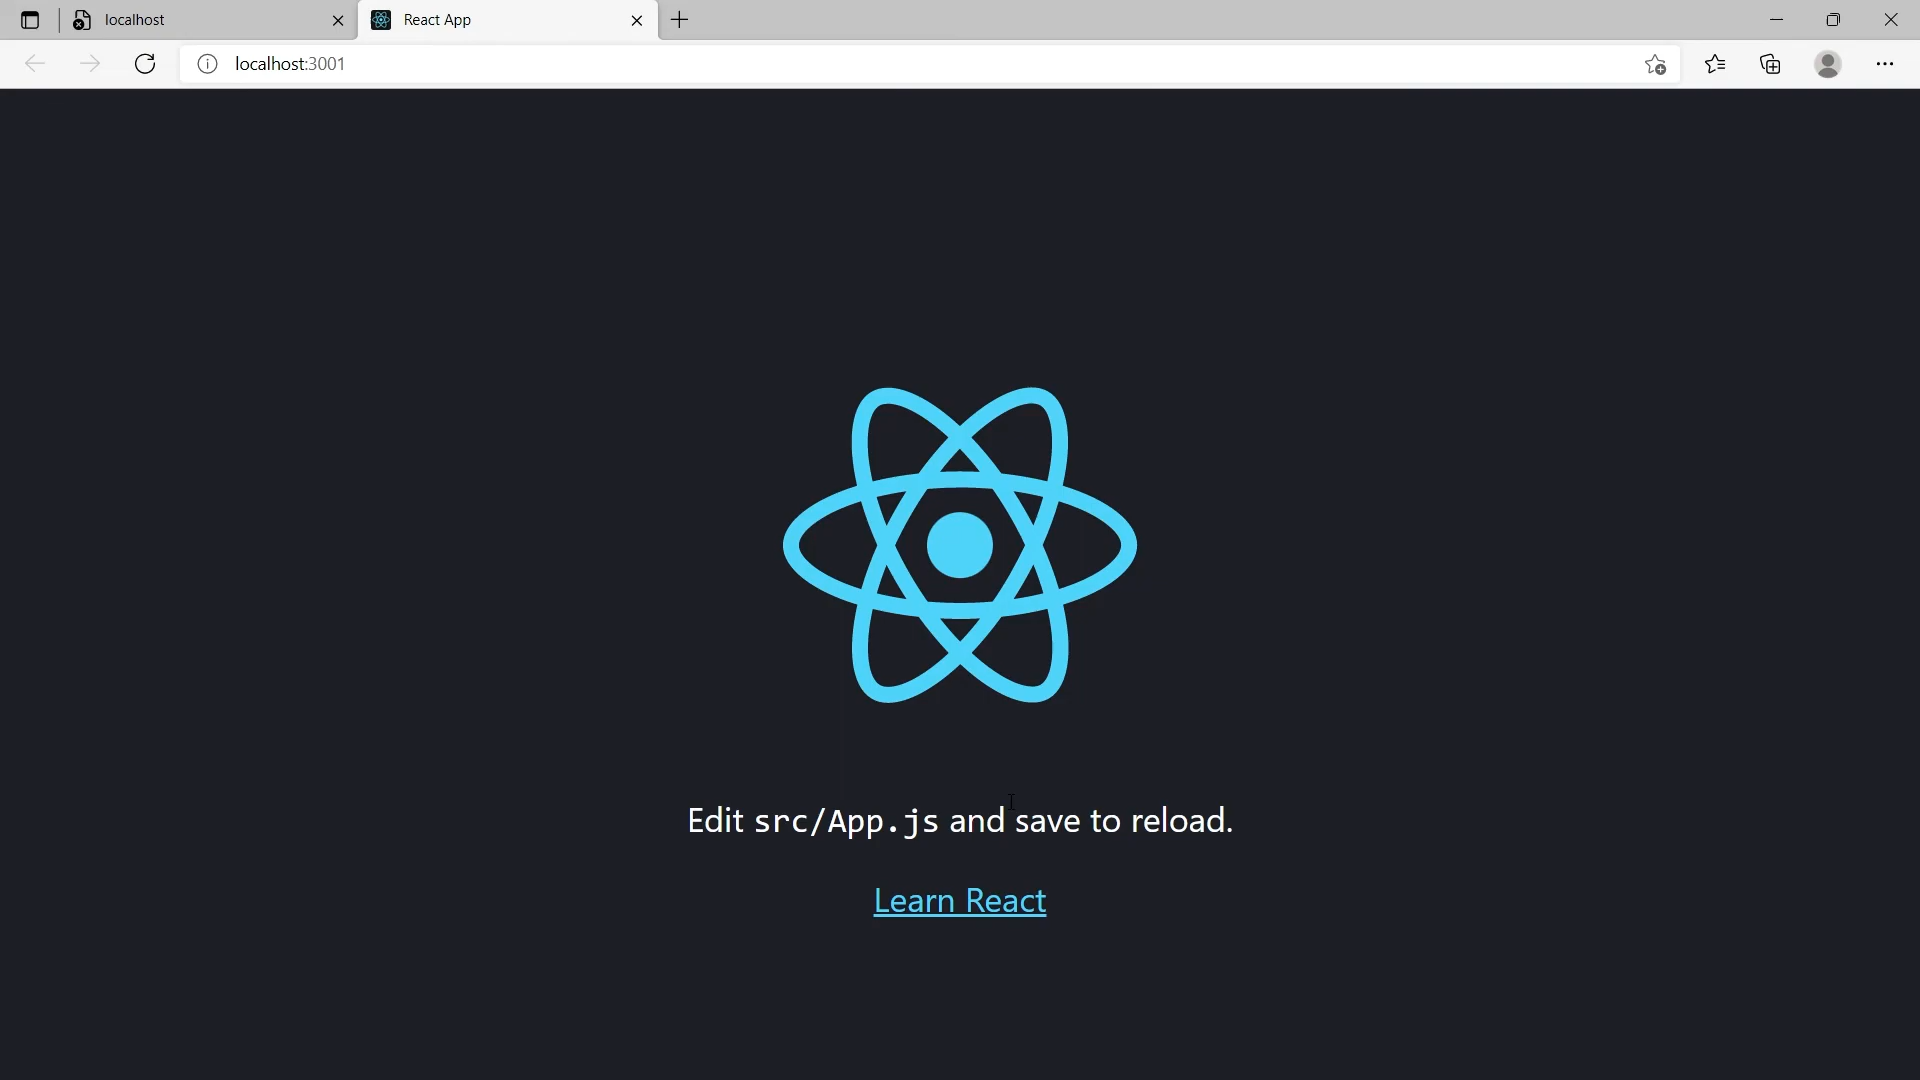 localhost
React App
localhost:3001
Edit src/App.js and save to reload.
Learn React